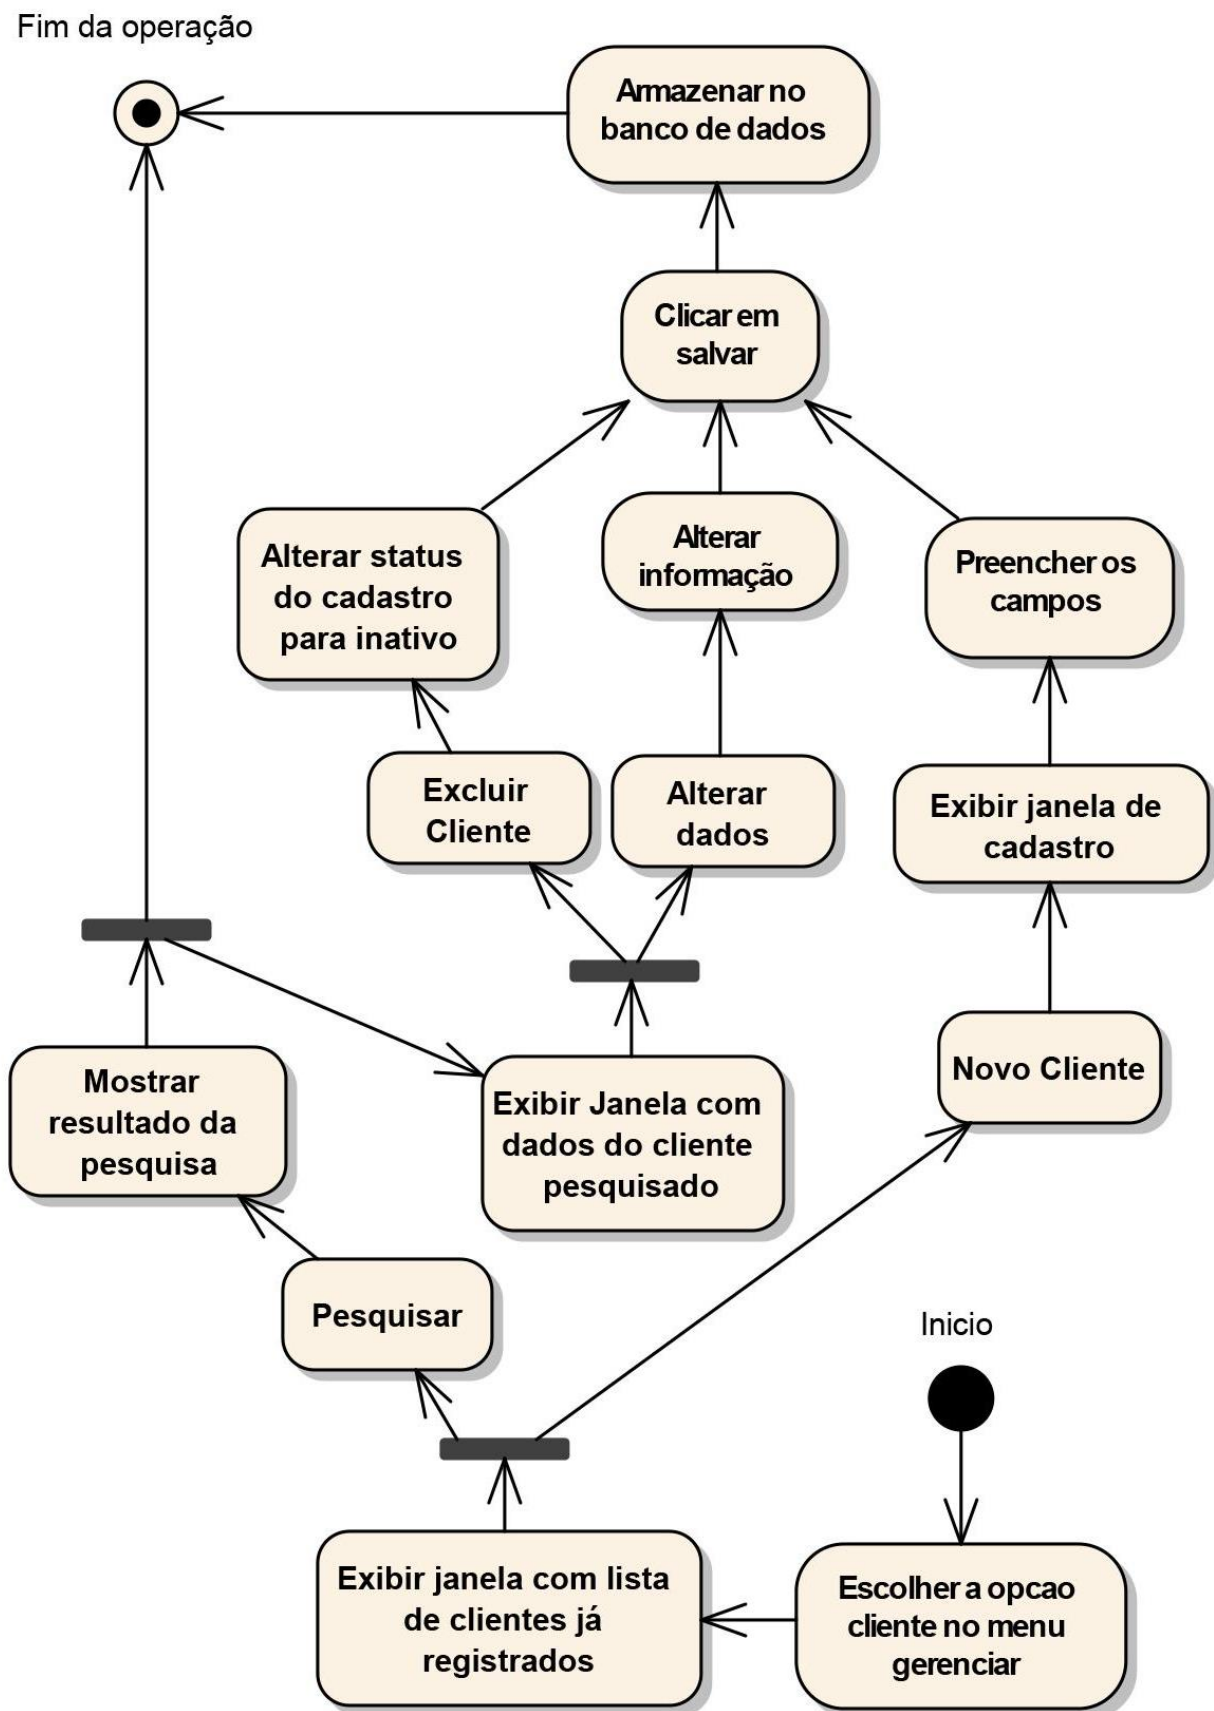 Fim da operação
Armazenar no
banco de dados
Clicar em
salvar
Alterar status
do cadastro
para inativo
Alterar
informação
Preencher os
campos
Excluir
Cliente
Alterar
dados
Exibir janela de
cadastro
Mostrar
resultado da
pesquisa
Exibir Janela com
dados do cliente
pesquisado
Novo Cliente
Pesquisar
Inicio
Exibir janela com lista
de clientes já
registrados
Escolher a opcao
cliente no menu
gerenciar